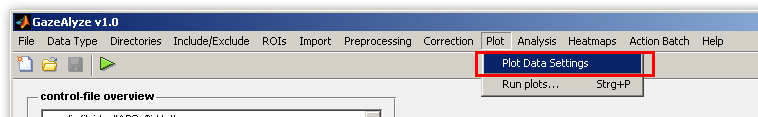 GazeAlyze v1.0
File Data Type Directories Include/Exclude ROIs Import Preprocessing Correction Plot Analysis Heatmaps Action Batch Help
Plot Data Settings
Run plots... Strg+P
control-file overview